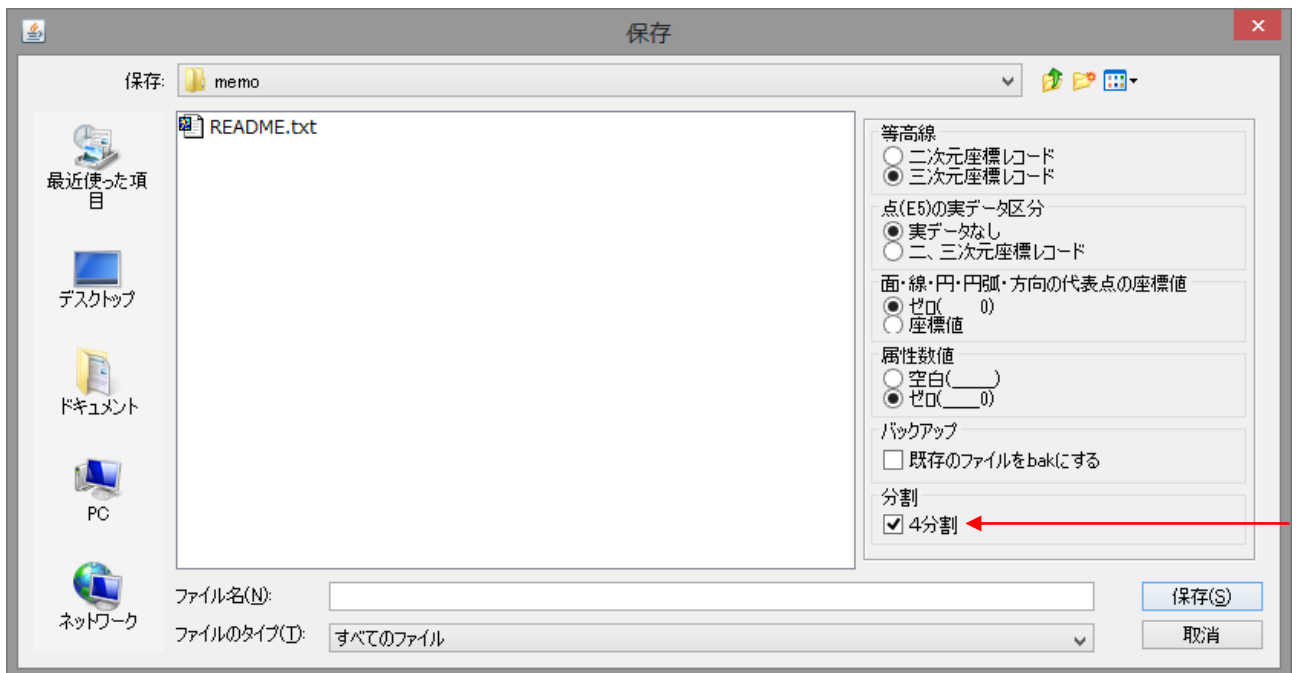 保存
保存:
memo
README.txt
最近使った項
目
デスクトップ
ドキュメント
PC
ネットワーク
等高線
二次元座標レコード
三次元座標レコード
点(E5)の実データ区分
実データなし
二、三次元座標レコード
面・線・円・円弧・方向の代表点の座標値
ゼロ(    0)
座標値
属性数値
空白(____)
ゼロ(____0)
バックアップ
既存のファイルをbakにする
分割
4分割
ファイル名(N):
保存(S)
ファイルのタイプ(T):
すべてのファイル
取消